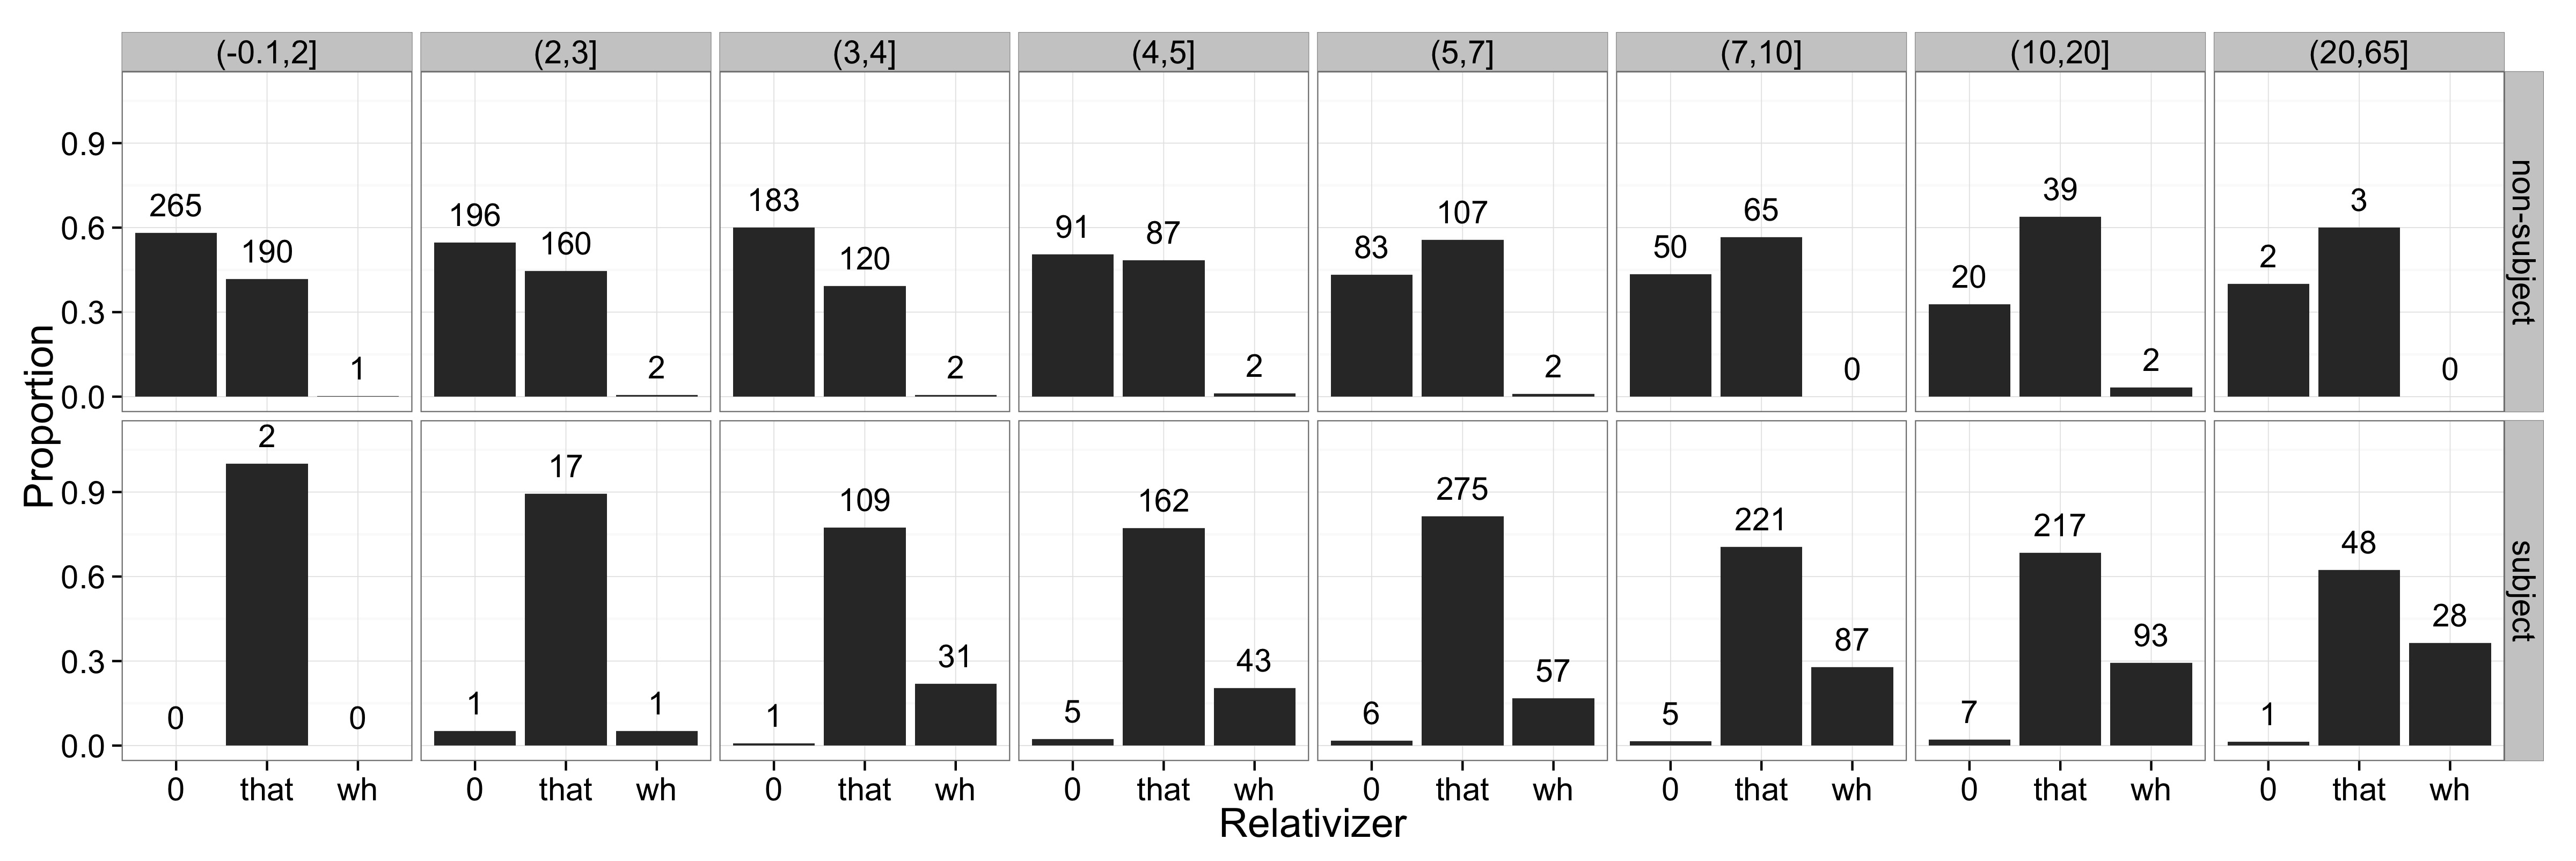 (-0.1,2] (2,3] (3,4] (4,5] (5,7] (7,10] (10,20] (20,65]
0.9
0.6
0.3
0.0
265 190 1
196 160 2
183 120 2
91 87 2
83 107 2
50 65 0
20 39 2
2 3 0
non-subject
Proportion
0.9
0.6
0.3
0.0
0 2 0
1 17 1
1 109 31
5 162 43
6 275 57
5 221 87
7 217 93
1 48 28
subject
0 that wh 0 that wh 0 that wh 0 that wh 0 that wh 0 that wh 0 that wh 0 that wh
Relativizer